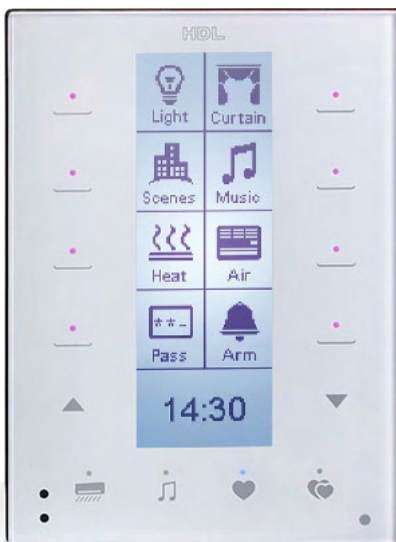 HDL
Light Curtain
Scenes Music
Heat Air
**-
Pass Arm
14:30